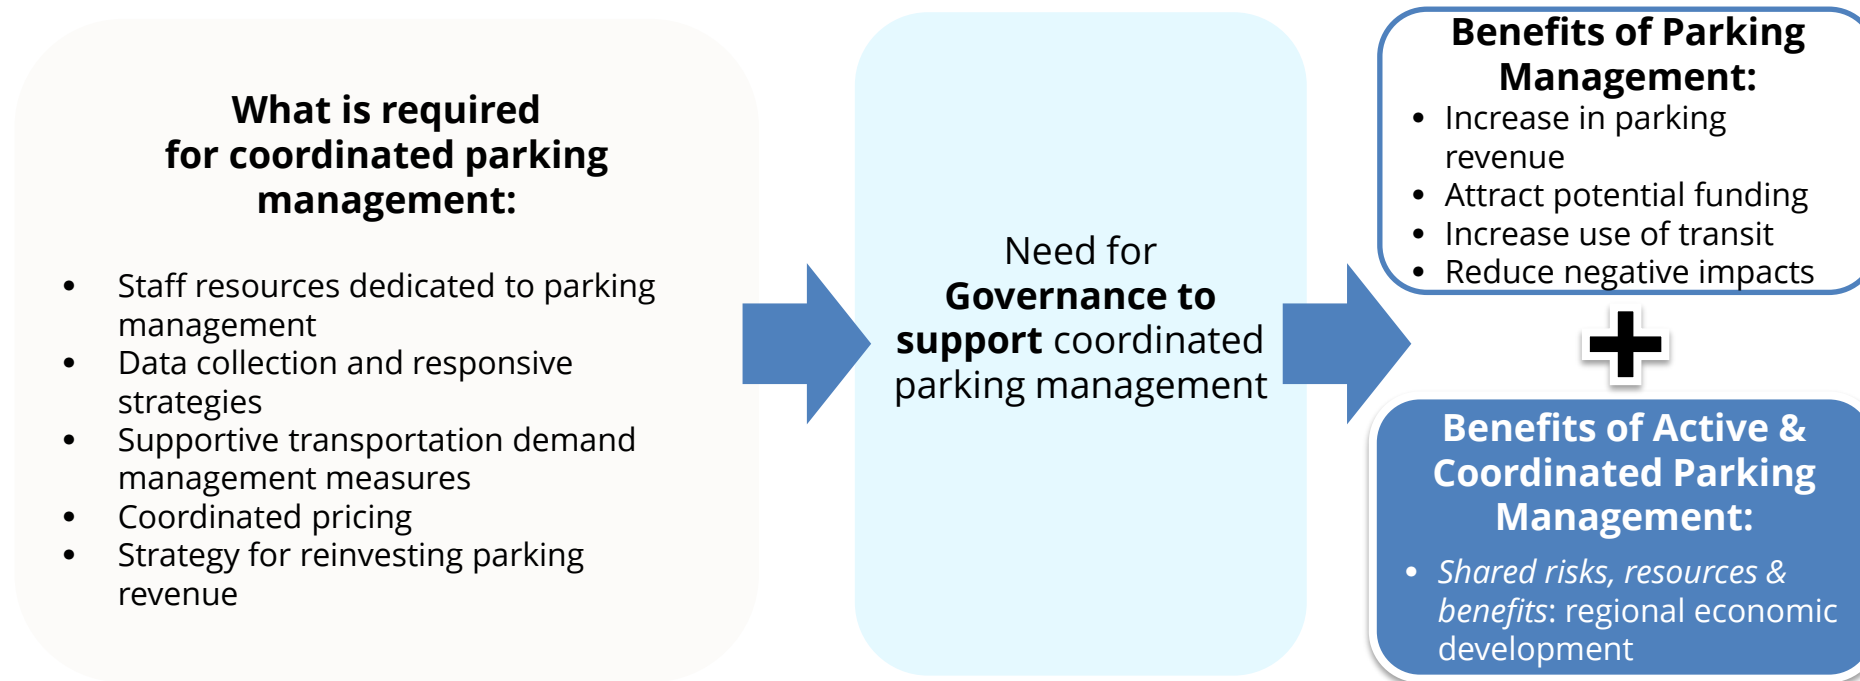 What is required
for coordinated parking
management:
• Staff resources dedicated to parking
management
• Data collection and responsive
strategies
• Supportive transportation demand
management measures
• Coordinated pricing
• Strategy for reinvesting parking
revenue
Need for
Governance to
support coordinated
parking management
Benefits of Parking
Management:
• Increase in parking
revenue
• Attract potential funding
• Increase use of transit
• Reduce negative impacts
Benefits of Active &
Coordinated Parking
Management:
• Shared risks, resources &
benefits: regional economic
development